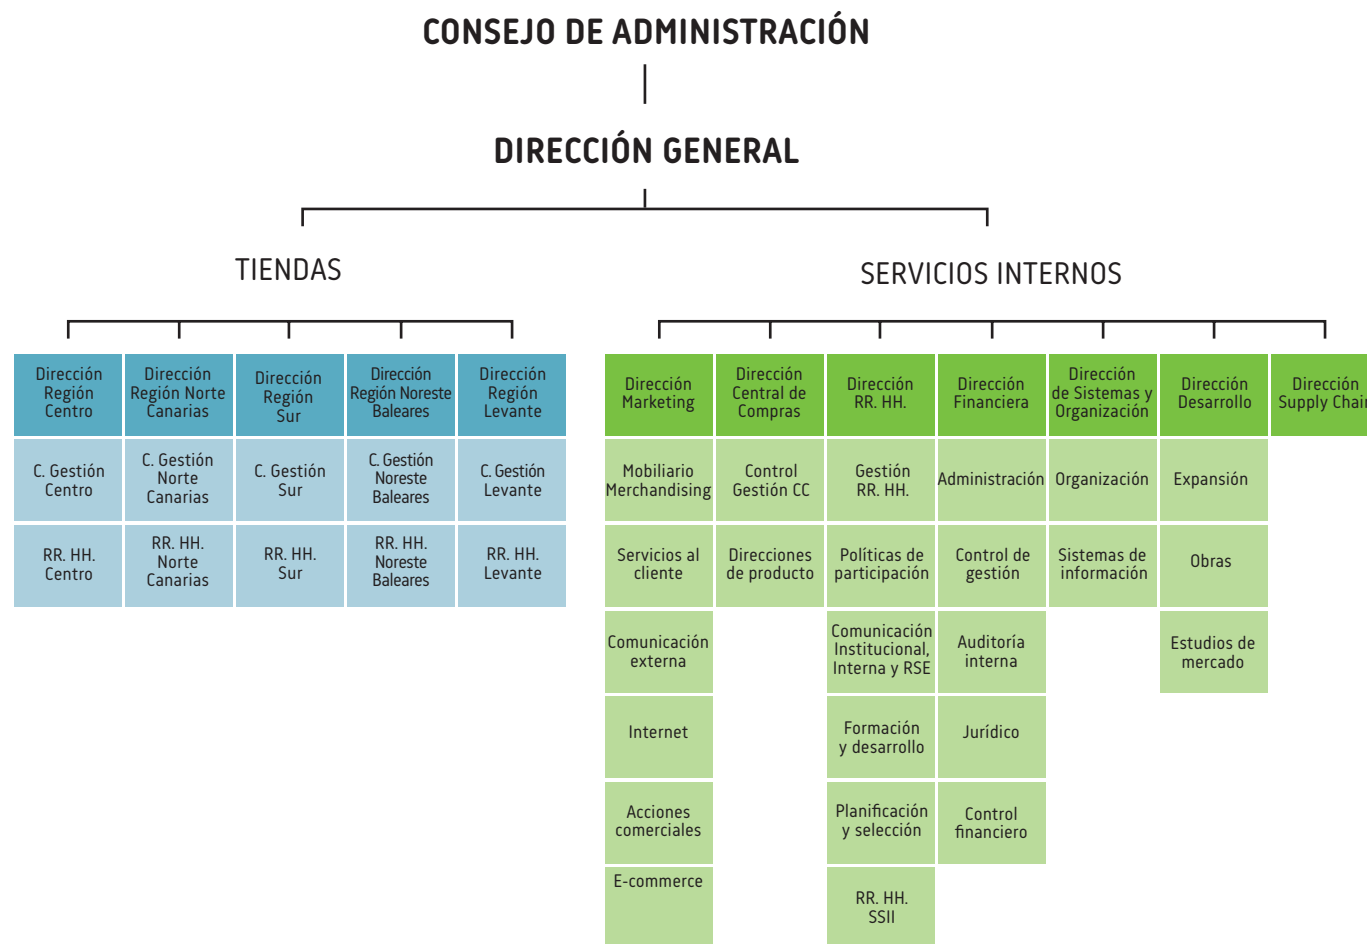 CONSEJO DE ADMINISTRACIÓN
DIRECCIÓN GENERAL
TIENDAS
SERVICIOS INTERNOS
Dirección
Región
Centro
Dirección
Región Norte
Canarias
Dirección
Región
Sur
Dirección
Región Noreste
Baleares
Dirección
Región
Levante
C. Gestión
Centro
C. Gestión
Norte
Canarias
C. Gestión
Sur
C. Gestión
Noreste
Baleares
C. Gestión
Levante
RR. HH.
Centro
RR. HH.
Norte
Canarias
RR. HH.
Sur
RR. HH.
Noreste
Baleares
RR. HH.
Levante
Dirección
Marketing
Dirección
Central de
Compras
Dirección
RR. HH.
Dirección
Financiera
Dirección
de Sistemas y
Organización
Dirección
Desarrollo
Dirección
Supply Chain
Mobiliario
Merchandising
Control
Gestión CC
Gestión
RR. HH.
Administración
Organización
Expansión
Servicios al
cliente
Direcciones
de producto
Políticas de
participación
Control de
gestión
Sistemas de
información
Obras
Comunicación
externa
Comunicación
Institucional,
Interna y RSE
Auditoría
interna
Estudios de
mercado
Internet
Formación
y desarrollo
Jurídico
Acciones
comerciales
Planificación
y selección
Control
financiero
E-commerce
RR. HH.
SSII